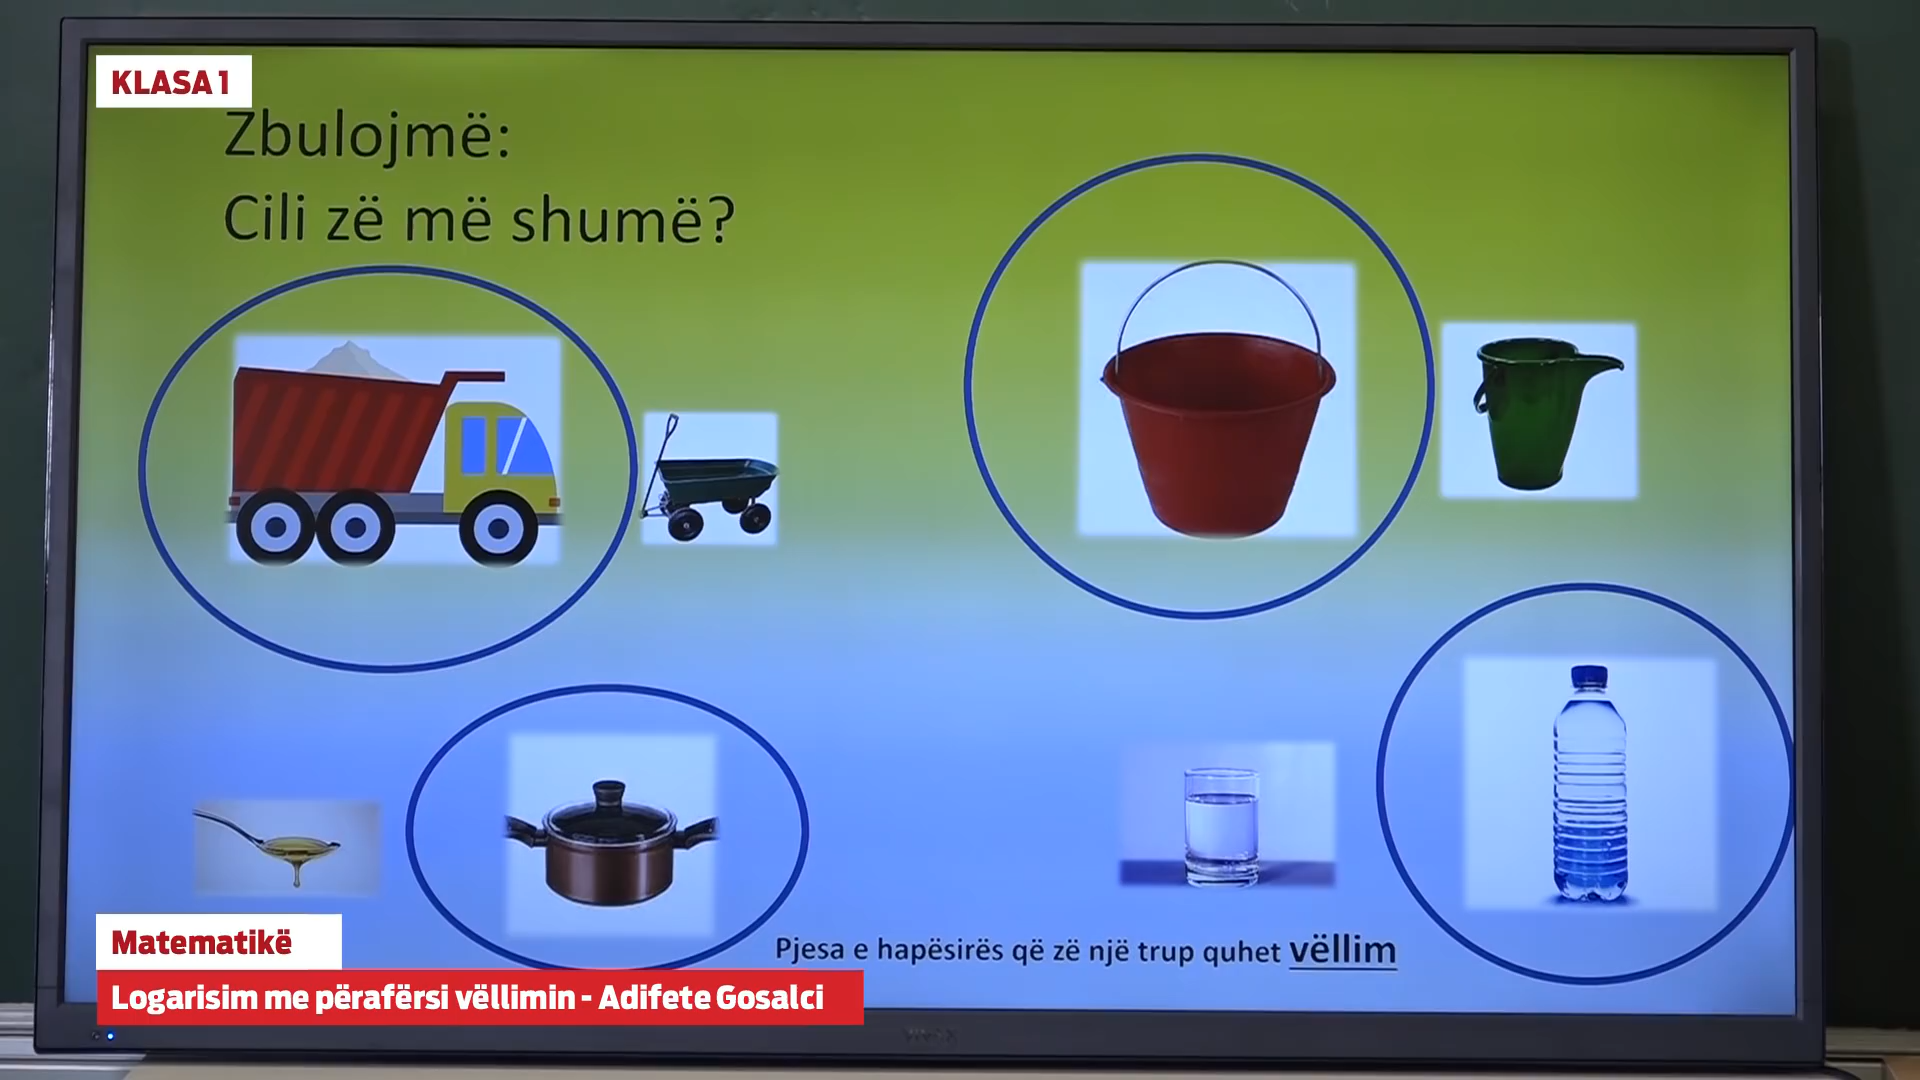 KLASA 1
Zbulojmë:
Cili zë më shumë?
Pjesa e hapësirës që zë një trup quhet vëllim
Matematikë
Logarisim me përafërsi vëllimin - Adifete Gosalci